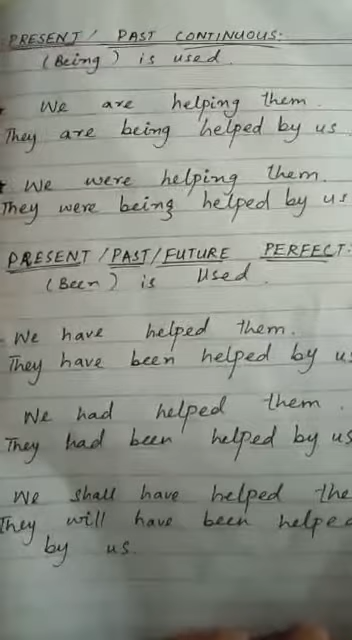 PRESENT / PAST CONTINUOUS.
(Being) is used.
We are helping them.
They are being helped by us.
We were helping them.
They were being helped by us
PRESENT / PAST / FUTURE PERFECT.
(Been) is Used.
We have helped them.
They have been helped by us
We had helped them.
They had been helped by us
We shall have helped the
They will have been helped
by us.